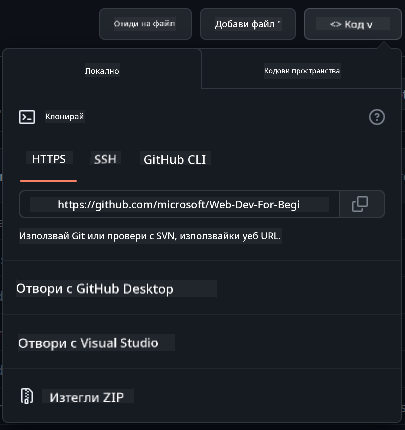 Отиди на файл
Добави файл
<> Код v
Локално
Кодови пространства
Клонирай
?
HTTPS SSH GitHub CLI
https://github.com/microsoft/Web-Dev-For-Begi
Използвай Git или провери с SVN, използвайки уеб URL.
Отвори с GitHub Desktop
Отвори с Visual Studio
Изтегли ZIP